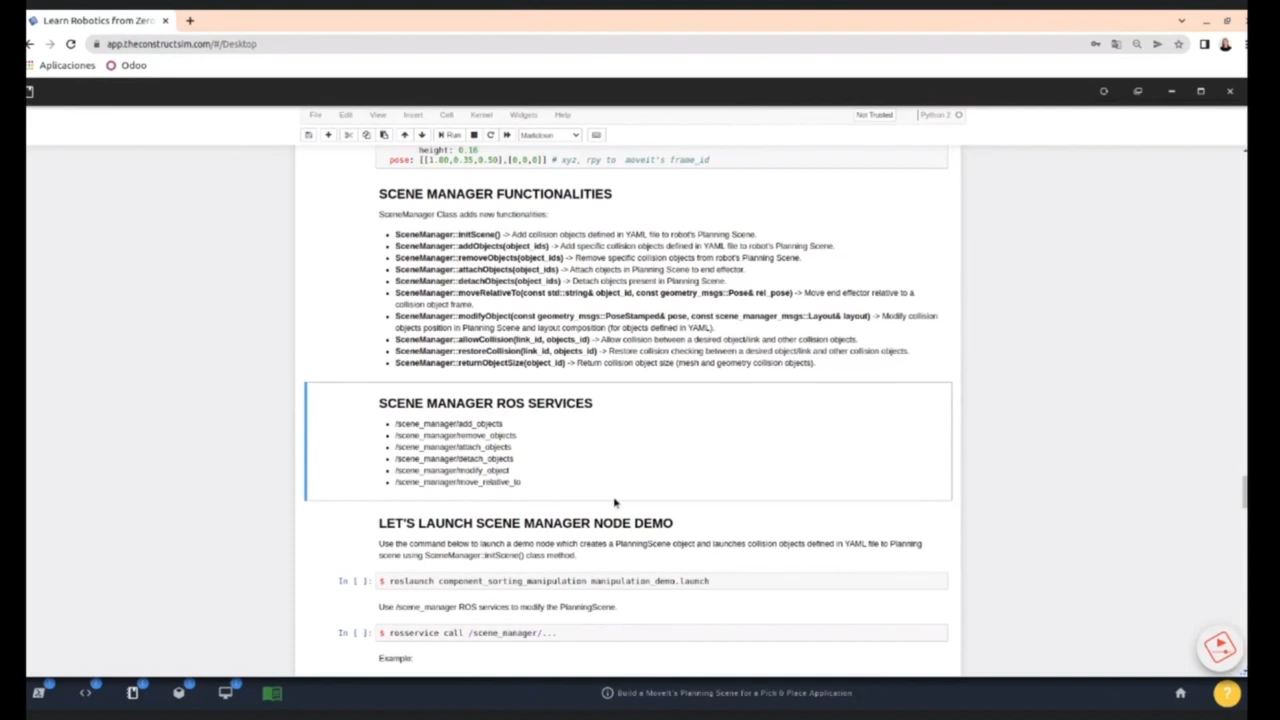 Learn Robotics from Zero
app.theconstructsim.com/#/Desktop
Aplicaciones
Odoo
File Edit View Insert Cell Kernel Widgets Help
Not Trusted
Python 2
Run
Markdown
height: 0.16
pose: [[1.80,0.35,0.50],[0,0,0]] # xyz, rpy to moveit's frame_id
SCENE MANAGER FUNCTIONALITIES
SceneManager Class adds new functionalities:
• SceneManager::initScene() -> Add collision objects defined in YAML file to robot's Planning Scene.
• SceneManager::addObjects(object_ids) -> Add specific collision objects defined in YAML file to robot's Planning Scene.
• SceneManager::removeObjects(object_ids) -> Remove specific collision objects from robot's Planning Scene.
• SceneManager::attachObjects(object_ids) -> Attach objects in Planning Scene to end effector.
• SceneManager::detachObjects(object_ids) -> Detach objects present in Planning Scene.
• SceneManager::moveRelativeTo(const std::string& object_id, const geometry_msgs::Pose& rel_pose) -> Move end effector relative to a
collision object frame.
• SceneManager::modifyObject(const geometry_msgs::PoseStamped& pose, const scene_manager_msgs::Layout& layout) -> Modify collision
objects position in Planning Scene and layout composition (for objects defined in YAML).
• SceneManager::allowCollision(link_id, objects_id) -> Allow collision between a desired object/link and other collision objects.
• SceneManager::restoreCollision(link_id, objects_id) -> Restore collision checking between a desired object/link and other collision objects.
• SceneManager::returnObjectSize(object_id) -> Return collision object size (mesh and geometry collision objects).
SCENE MANAGER ROS SERVICES
• /scene_manager/add_objects
• /scene_manager/remove_objects
• /scene_manager/attach_objects
• /scene_manager/detach_objects
• /scene_manager/modify_object
• /scene_manager/move_relative_to
LET'S LAUNCH SCENE MANAGER NODE DEMO
Use the command below to launch a demo node which creates a PlanningScene object and launches collision objects defined in YAML file to Planning
scene using SceneManager::initScene() class method.
In [ ]: $ roslaunch component_sorting_manipulation manipulation_demo.launch
Use /scene_manager ROS services to modify the PlanningScene.
In [ ]: $ rosservice call /scene_manager/...
Example:
Build a MoveIt's Planning Scene for a Pick & Place Application
?